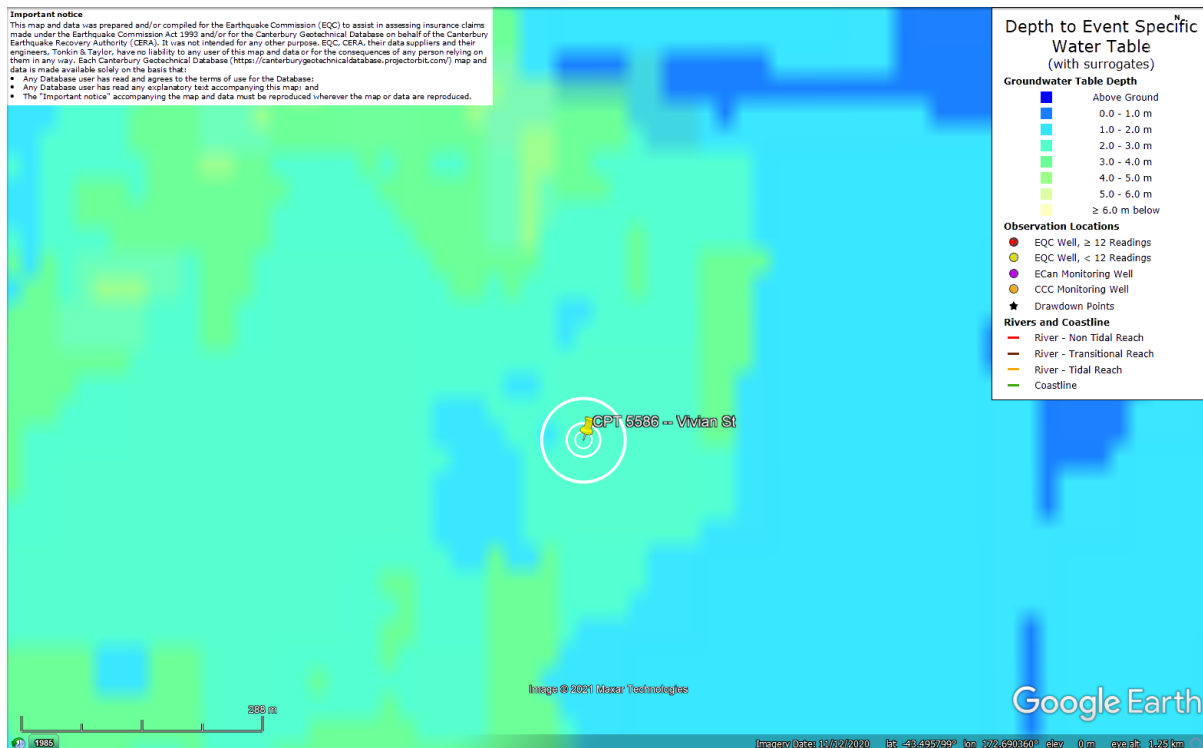 Important notice
This map and data was prepared and/or compiled for the Earthquake Commission (EQC) to assist in assessing insurance claims
made under the Earthquake Commission Act 1993 and/or for the Canterbury Geotechnical Database on behalf of the Canterbury
Earthquake Recovery Authority (CERA). It was not intended for any other purpose. EQC, CERA, their data suppliers and their
engineers, Tonkin & Taylor, have no liability to any user of this map and data or for the consequences of any person relying on
them in any way. Each Canterbury Geotechnical Database (https://canterburygeotechnicaldatabase.projectorbit.com/) map and
data is made available solely on the basis that:
• Any Database user has read and agrees to the terms of use for the Database;
• Any Database user has read any explanatory text accompanying this map; and
• The "Important notice" accompanying the map and data must be reproduced wherever the map or data are reproduced.
N
Depth to Event Specific
Water Table
(with surrogates)
Groundwater Table Depth
Above Ground
0.0 - 1.0 m
1.0 - 2.0 m
2.0 - 3.0 m
3.0 - 4.0 m
4.0 - 5.0 m
5.0 - 6.0 m
≥ 6.0 m below
Observation Locations
EQC Well, ≥ 12 Readings
EQC Well, < 12 Readings
ECan Monitoring Well
CCC Monitoring Well
Drawdown Points
Rivers and Coastline
River - Non Tidal Reach
River - Transitional Reach
River - Tidal Reach
Coastline
CPT 5586 -- Vivian St
Image © 2021 Maxar Technologies
288 m
Google Earth
1985
Imagery Date: 11/12/2020 lat -43.495799° lon 172.690360° elev 0 m eye alt 1.25 km